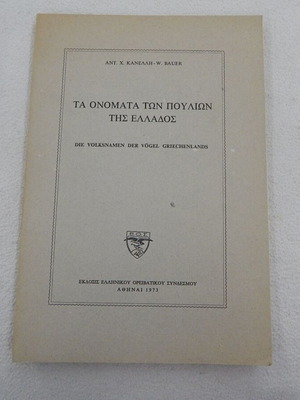 ΑΝΤ. Χ. ΚΑΝΕΛΛΗ - W. BAUER
ΤΑ ΟΝΟΜΑΤΑ ΤΩΝ ΠΟΥΛΙΩΝ
ΤΗΣ ΕΛΛΑΔΟΣ
DIE VOLKSNAMEN DER VÖGEL GRIECHENLANDS
Ε.Ο.Σ.
ΕΚΔΟΣΙΣ ΕΛΛΗΝΙΚΟΥ ΟΡΕΙΒΑΤΙΚΟΥ ΣΥΝΔΕΣΜΟΥ
ΑΘΗΝΑΙ 1973